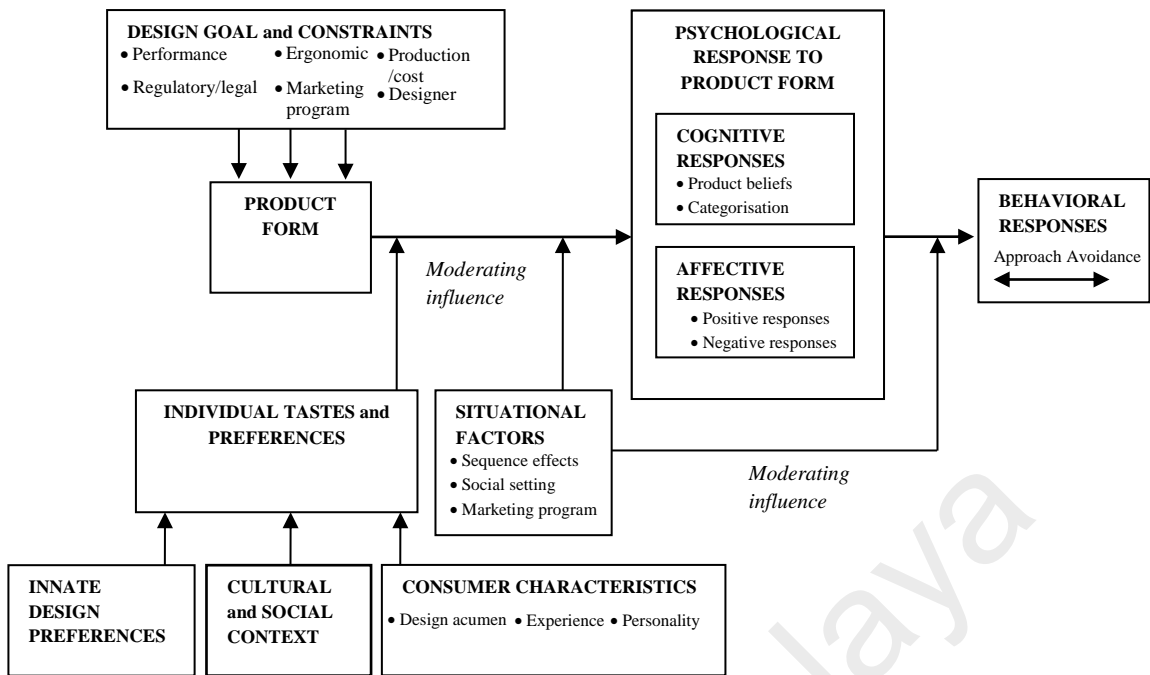 DESIGN GOAL and CONSTRAINTS
• Performance • Ergonomic • Production
/cost
• Regulatory/legal • Marketing • Designer
program
PRODUCT
FORM
Moderating
influence
PSYCHOLOGICAL
RESPONSE TO
PRODUCT FORM
COGNITIVE
RESPONSES
• Product beliefs
• Categorisation
AFFECTIVE
RESPONSES
• Positive responses
• Negative responses
BEHAVIORAL
RESPONSES
Approach Avoidance
INDIVIDUAL TASTES and
PREFERENCES
SITUATIONAL
FACTORS
• Sequence effects
• Social setting
• Marketing program
Moderating
influence
INNATE
DESIGN
PREFERENCES
CULTURAL
and SOCIAL
CONTEXT
CONSUMER CHARACTERISTICS
• Design acumen • Experience • Personality
laya